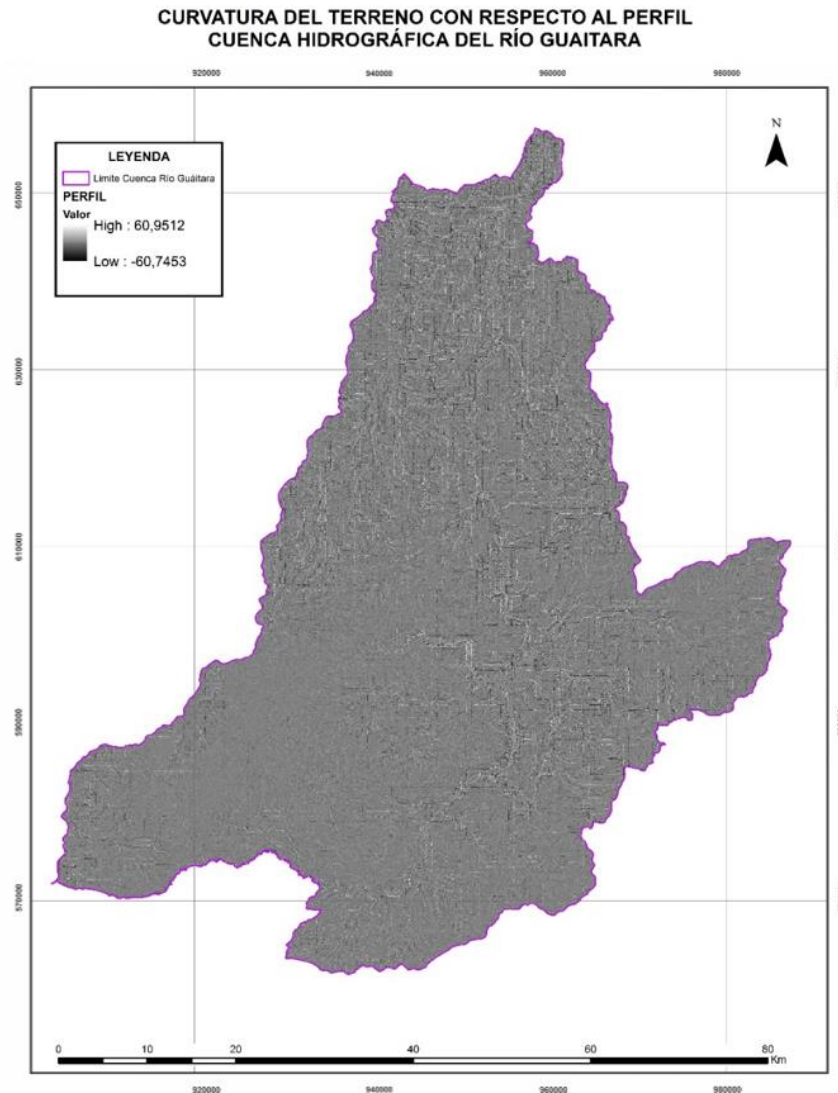 CURVATURA DEL TERRENO CON RESPECTO AL PERFIL
CUENCA HIDROGRÁFICA DEL RÍO GUAITARA
920000 940000 960000 980000
N
LEYENDA
Límite Cuenca Río Guáitara
PERFIL
Valor
High : 60,9512
Low : -60,7453
650000
630000
610000
590000
570000
0 10 20 40 60 80
Km
920000 940000 960000 980000